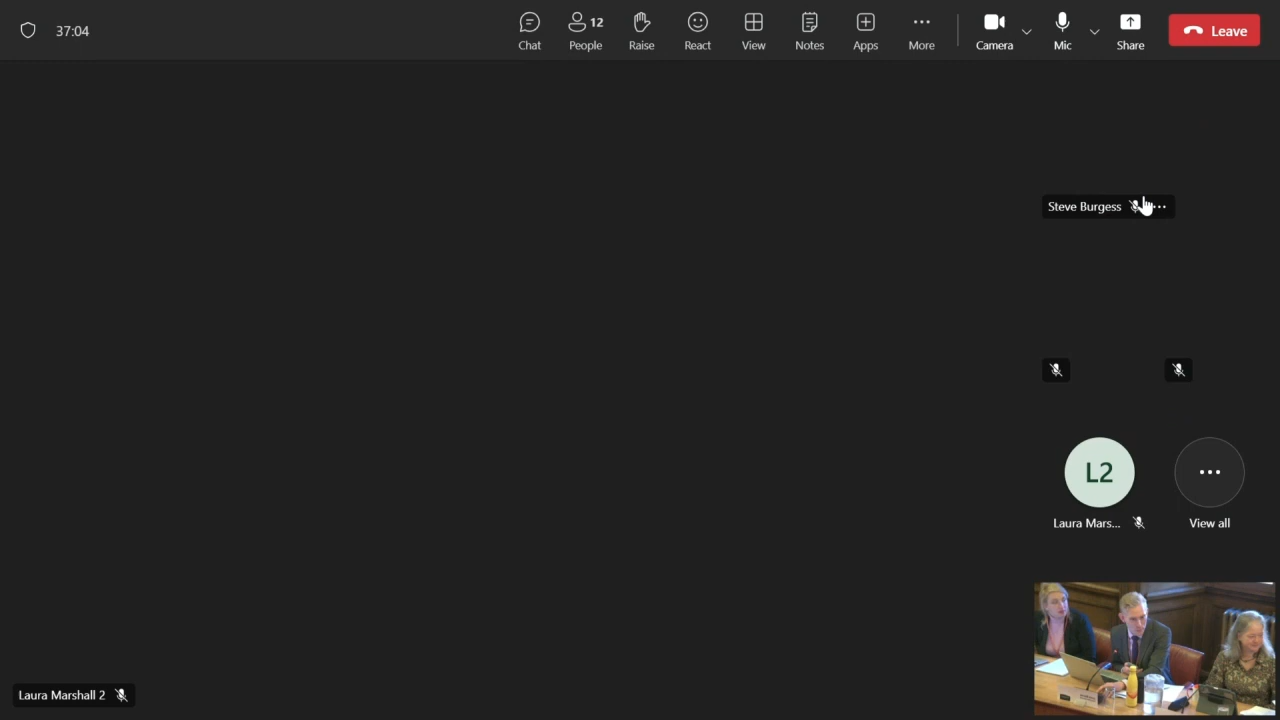 37:04
Chat
12
People
Raise
React
View
Notes
Apps
More
Camera
Mic
Share
Leave
Steve Burgess
L2
Laura Mars...
View all
Laura Marshall 2